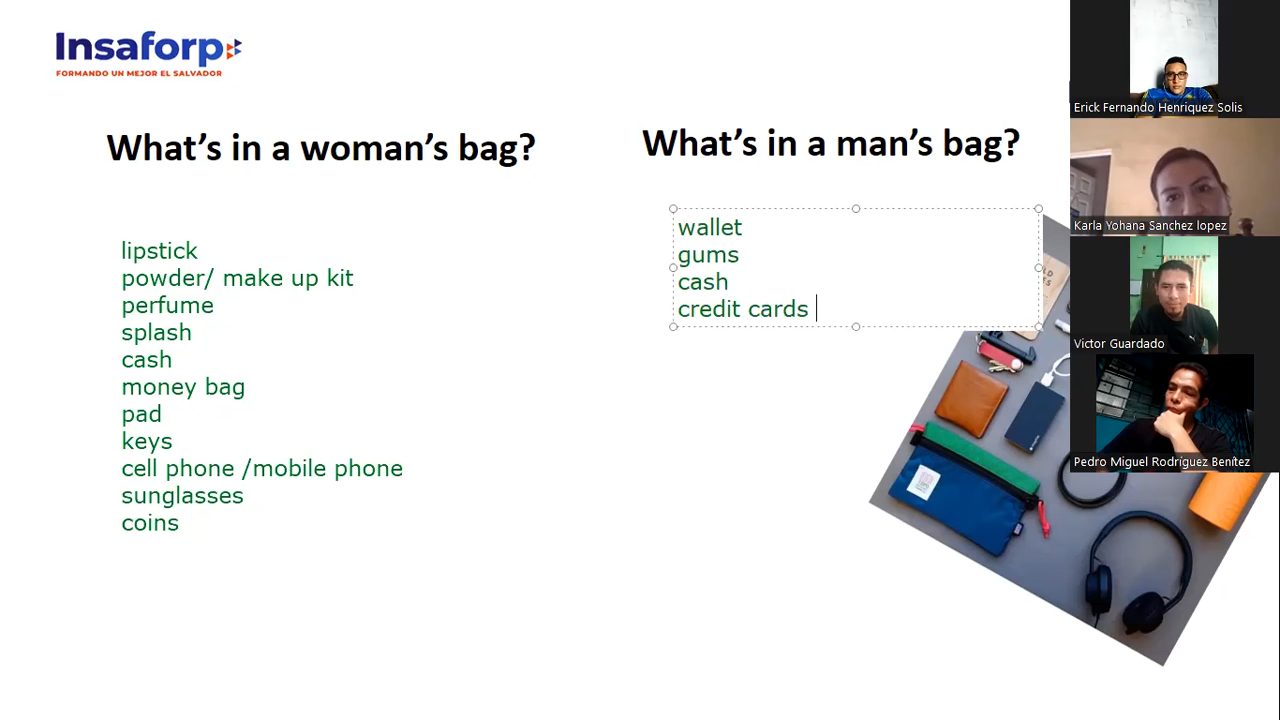 Insaforp
FORMANDO UN MEJOR EL SALVADOR
What's in a woman's bag?
lipstick
powder/ make up kit
perfume
splash
cash
money bag
pad
keys
cell phone /mobile phone
sunglasses
coins
What's in a man's bag?
wallet
gums
cash
credit cards
Erick Fernando Henriquez Solis
Karla Yohana Sanchez lopez
Victor Guardado
Pedro Miguel Rodriguez Benítez